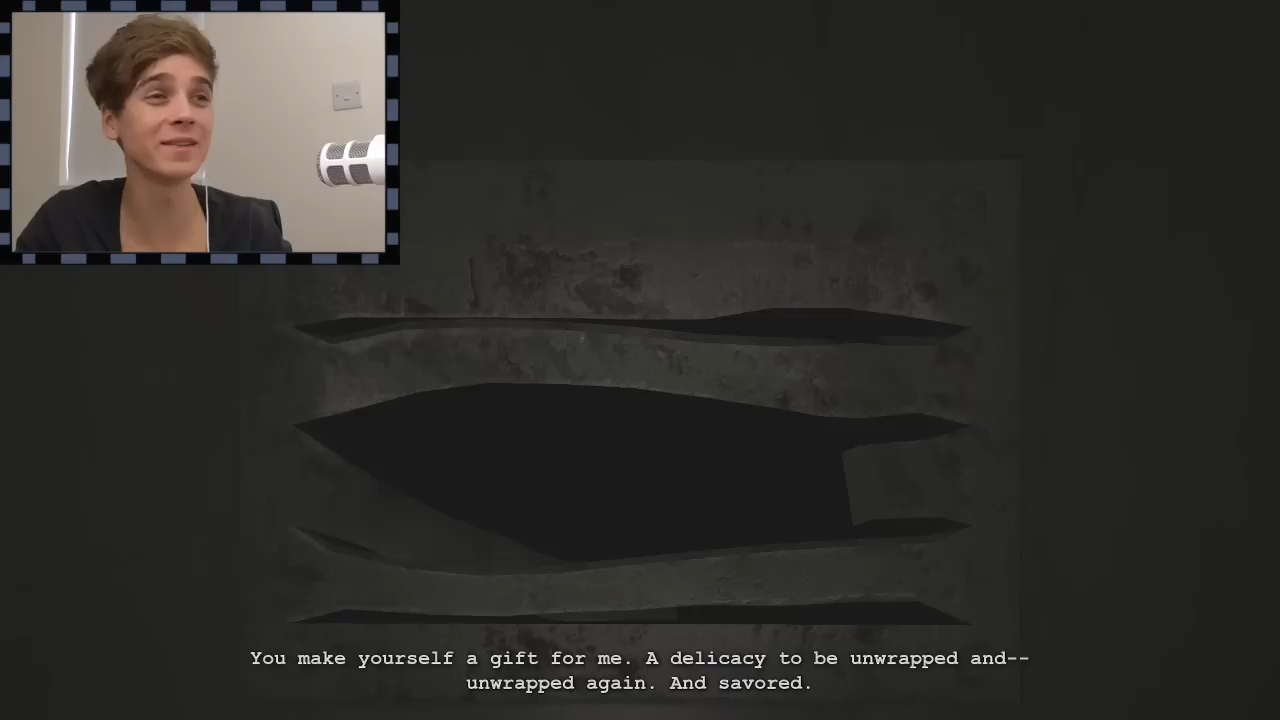 You make yourself a gift for me. A delicacy to be unwrapped and--
unwrapped again. And savored.